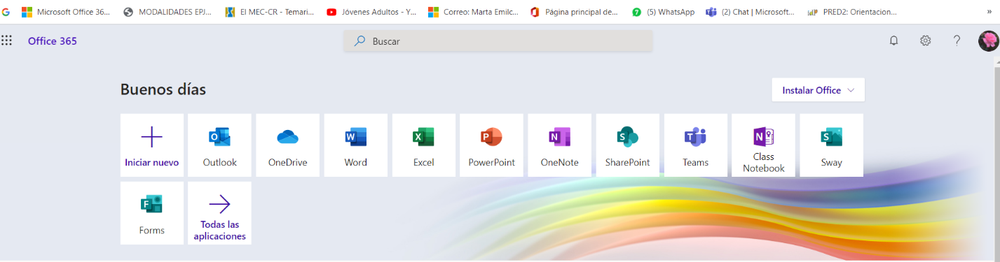 Microsoft Office 36... MODALIDADES EPJ... El MEC-CR - Temari... Jóvenes Adultos - Y... Correo: Marta Emilc... Página principal de... (5) WhatsApp (2) Chat | Microsoft... PRED2: Orientacion... »
Office 365 Buscar
Buenos días Instalar Office
Iniciar nuevo Outlook OneDrive Word Excel PowerPoint OneNote SharePoint Teams Class Notebook Sway
Forms Todas las aplicaciones